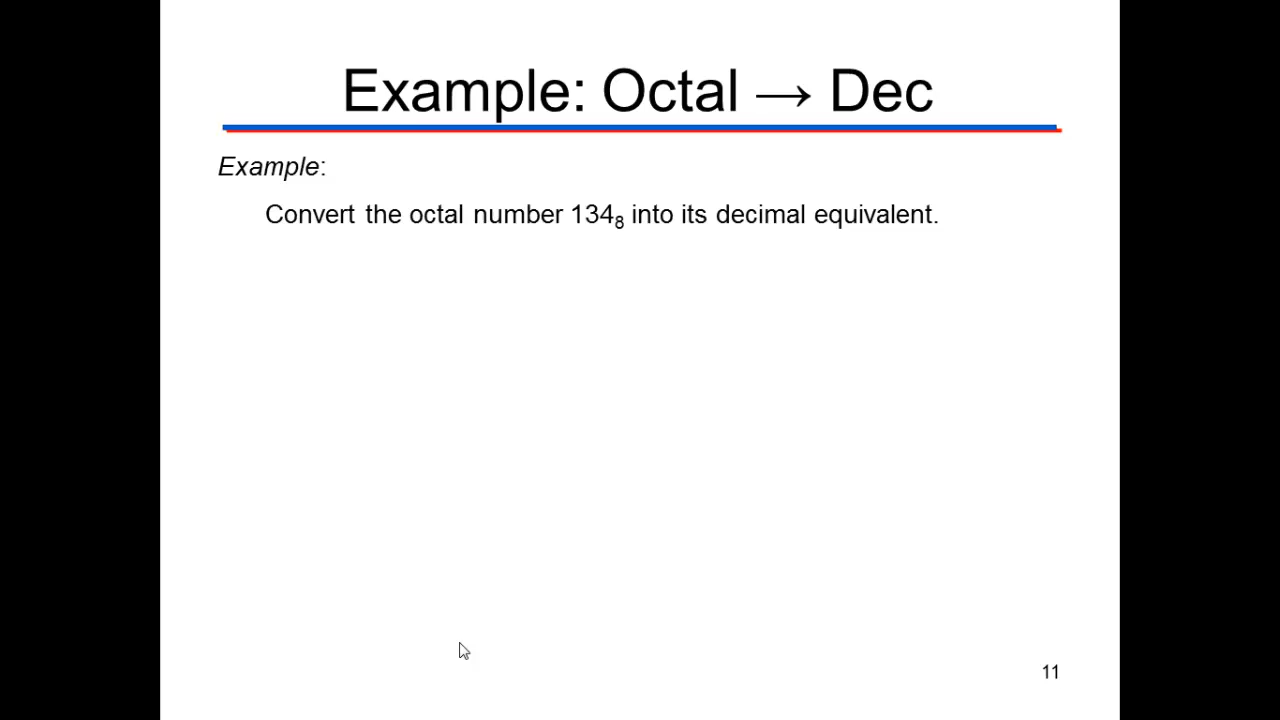 Example: Octal → Dec
Example:
Convert the octal number 134₈ into its decimal equivalent.
11